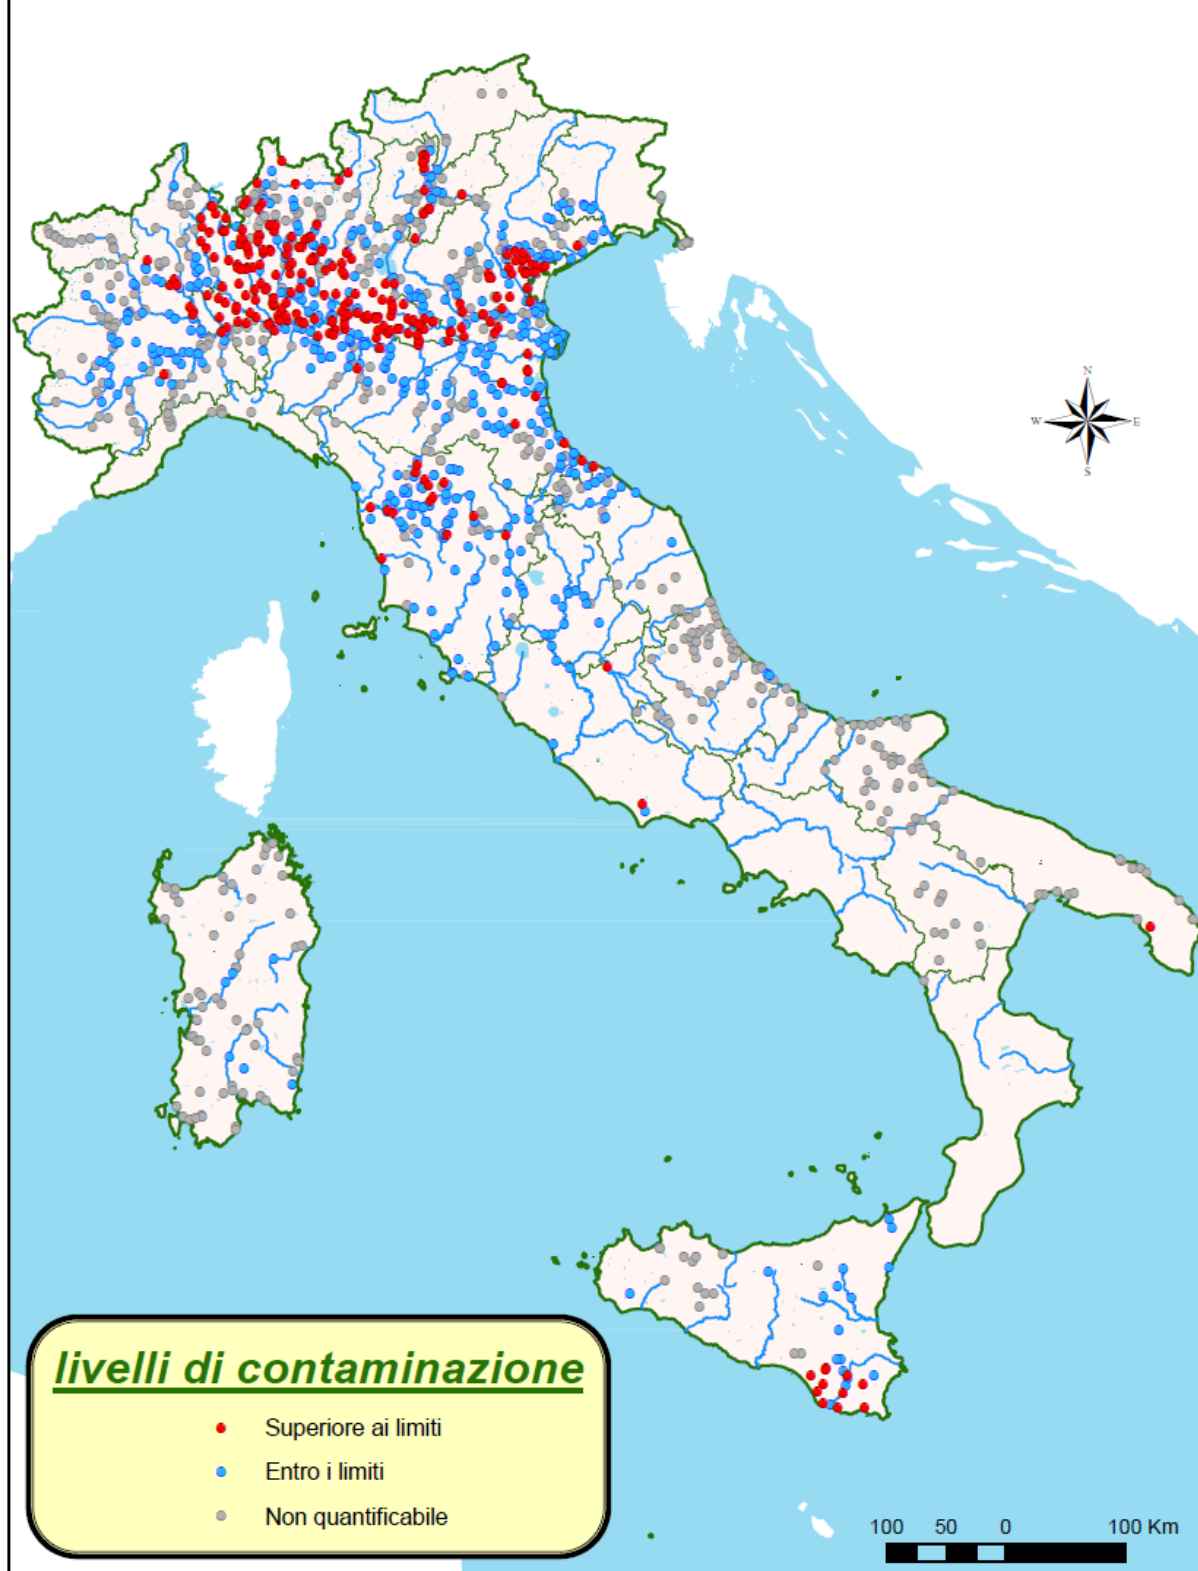 N
W
E
S
livelli di contaminazione
Superiore ai limiti
Entro i limiti
Non quantificabile
100 50 0 100 Km